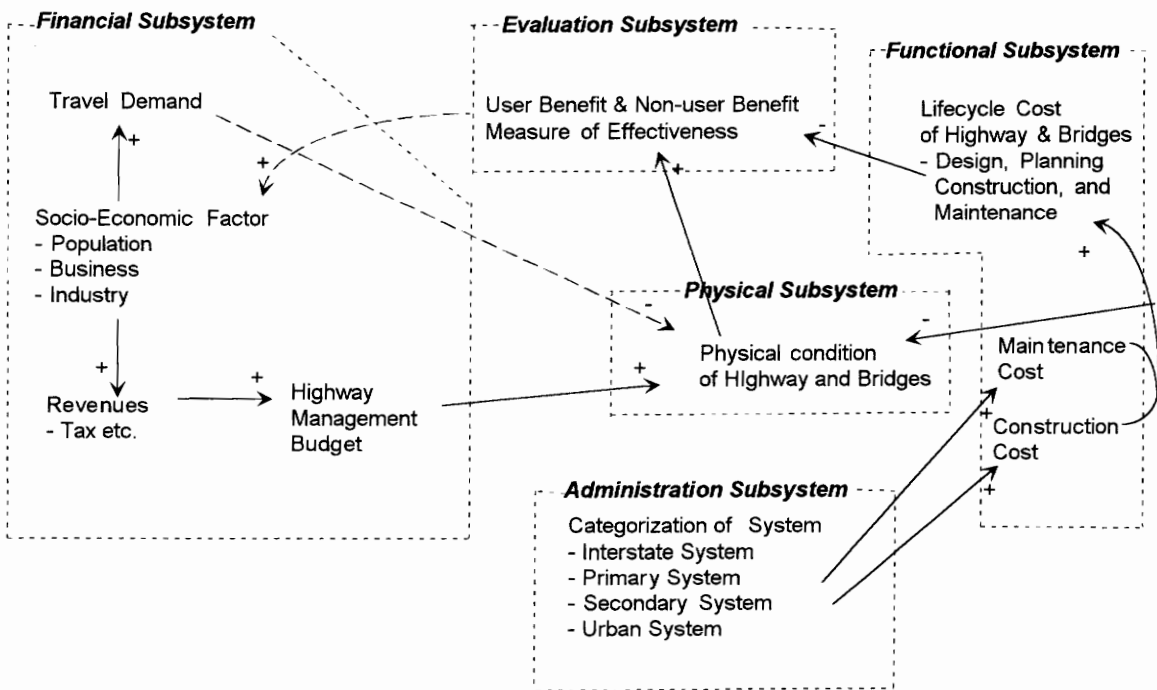 Financial Subsystem
Travel Demand
+
+
Socio-Economic Factor
- Population
- Business
- Industry
+
Revenues
- Tax etc.
+
Highway
Management
Budget
+
Evaluation Subsystem
User Benefit & Non-user Benefit
Measure of Effectiveness
-
+
Functional Subsystem
Lifecycle Cost
of Highway & Bridges
- Design, Planning
Construction, and
Maintenance
+
Physical Subsystem
-
-
Physical condition
of HIghway and Bridges
Maintenance
Cost
+
Construction
Cost
+
Administration Subsystem
Categorization of System
- Interstate System
- Primary System
- Secondary System
- Urban System